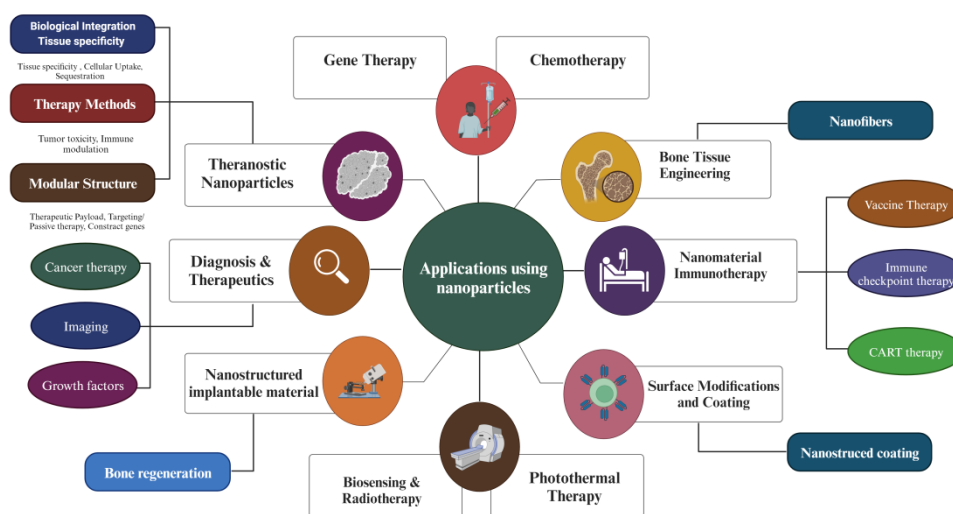 Biological Integration
Tissue specificity
Tissue specificity , Cellular Uptake,
Sequestration
Therapy Methods
Tumor toxicity, Immune
modulation
Modular Structure
Therapeutic Payload, Targeting/
Passive therapy, Constract genes
Cancer therapy
Imaging
Growth factors
Bone regeneration
Gene Therapy
Chemotherapy
Theranostic
Nanoparticles
Diagnosis &
Therapeutics
Nanostructured
implantable material
Biosensing &
Radiotherapy
Photothermal
Therapy
Applications using
nanoparticles
Bone Tissue
Engineering
Nanomaterial
Immunotherapy
Surface Modifications
and Coating
Nanofibers
Vaccine Therapy
Immune
checkpoint therapy
CART therapy
Nanostruced coating